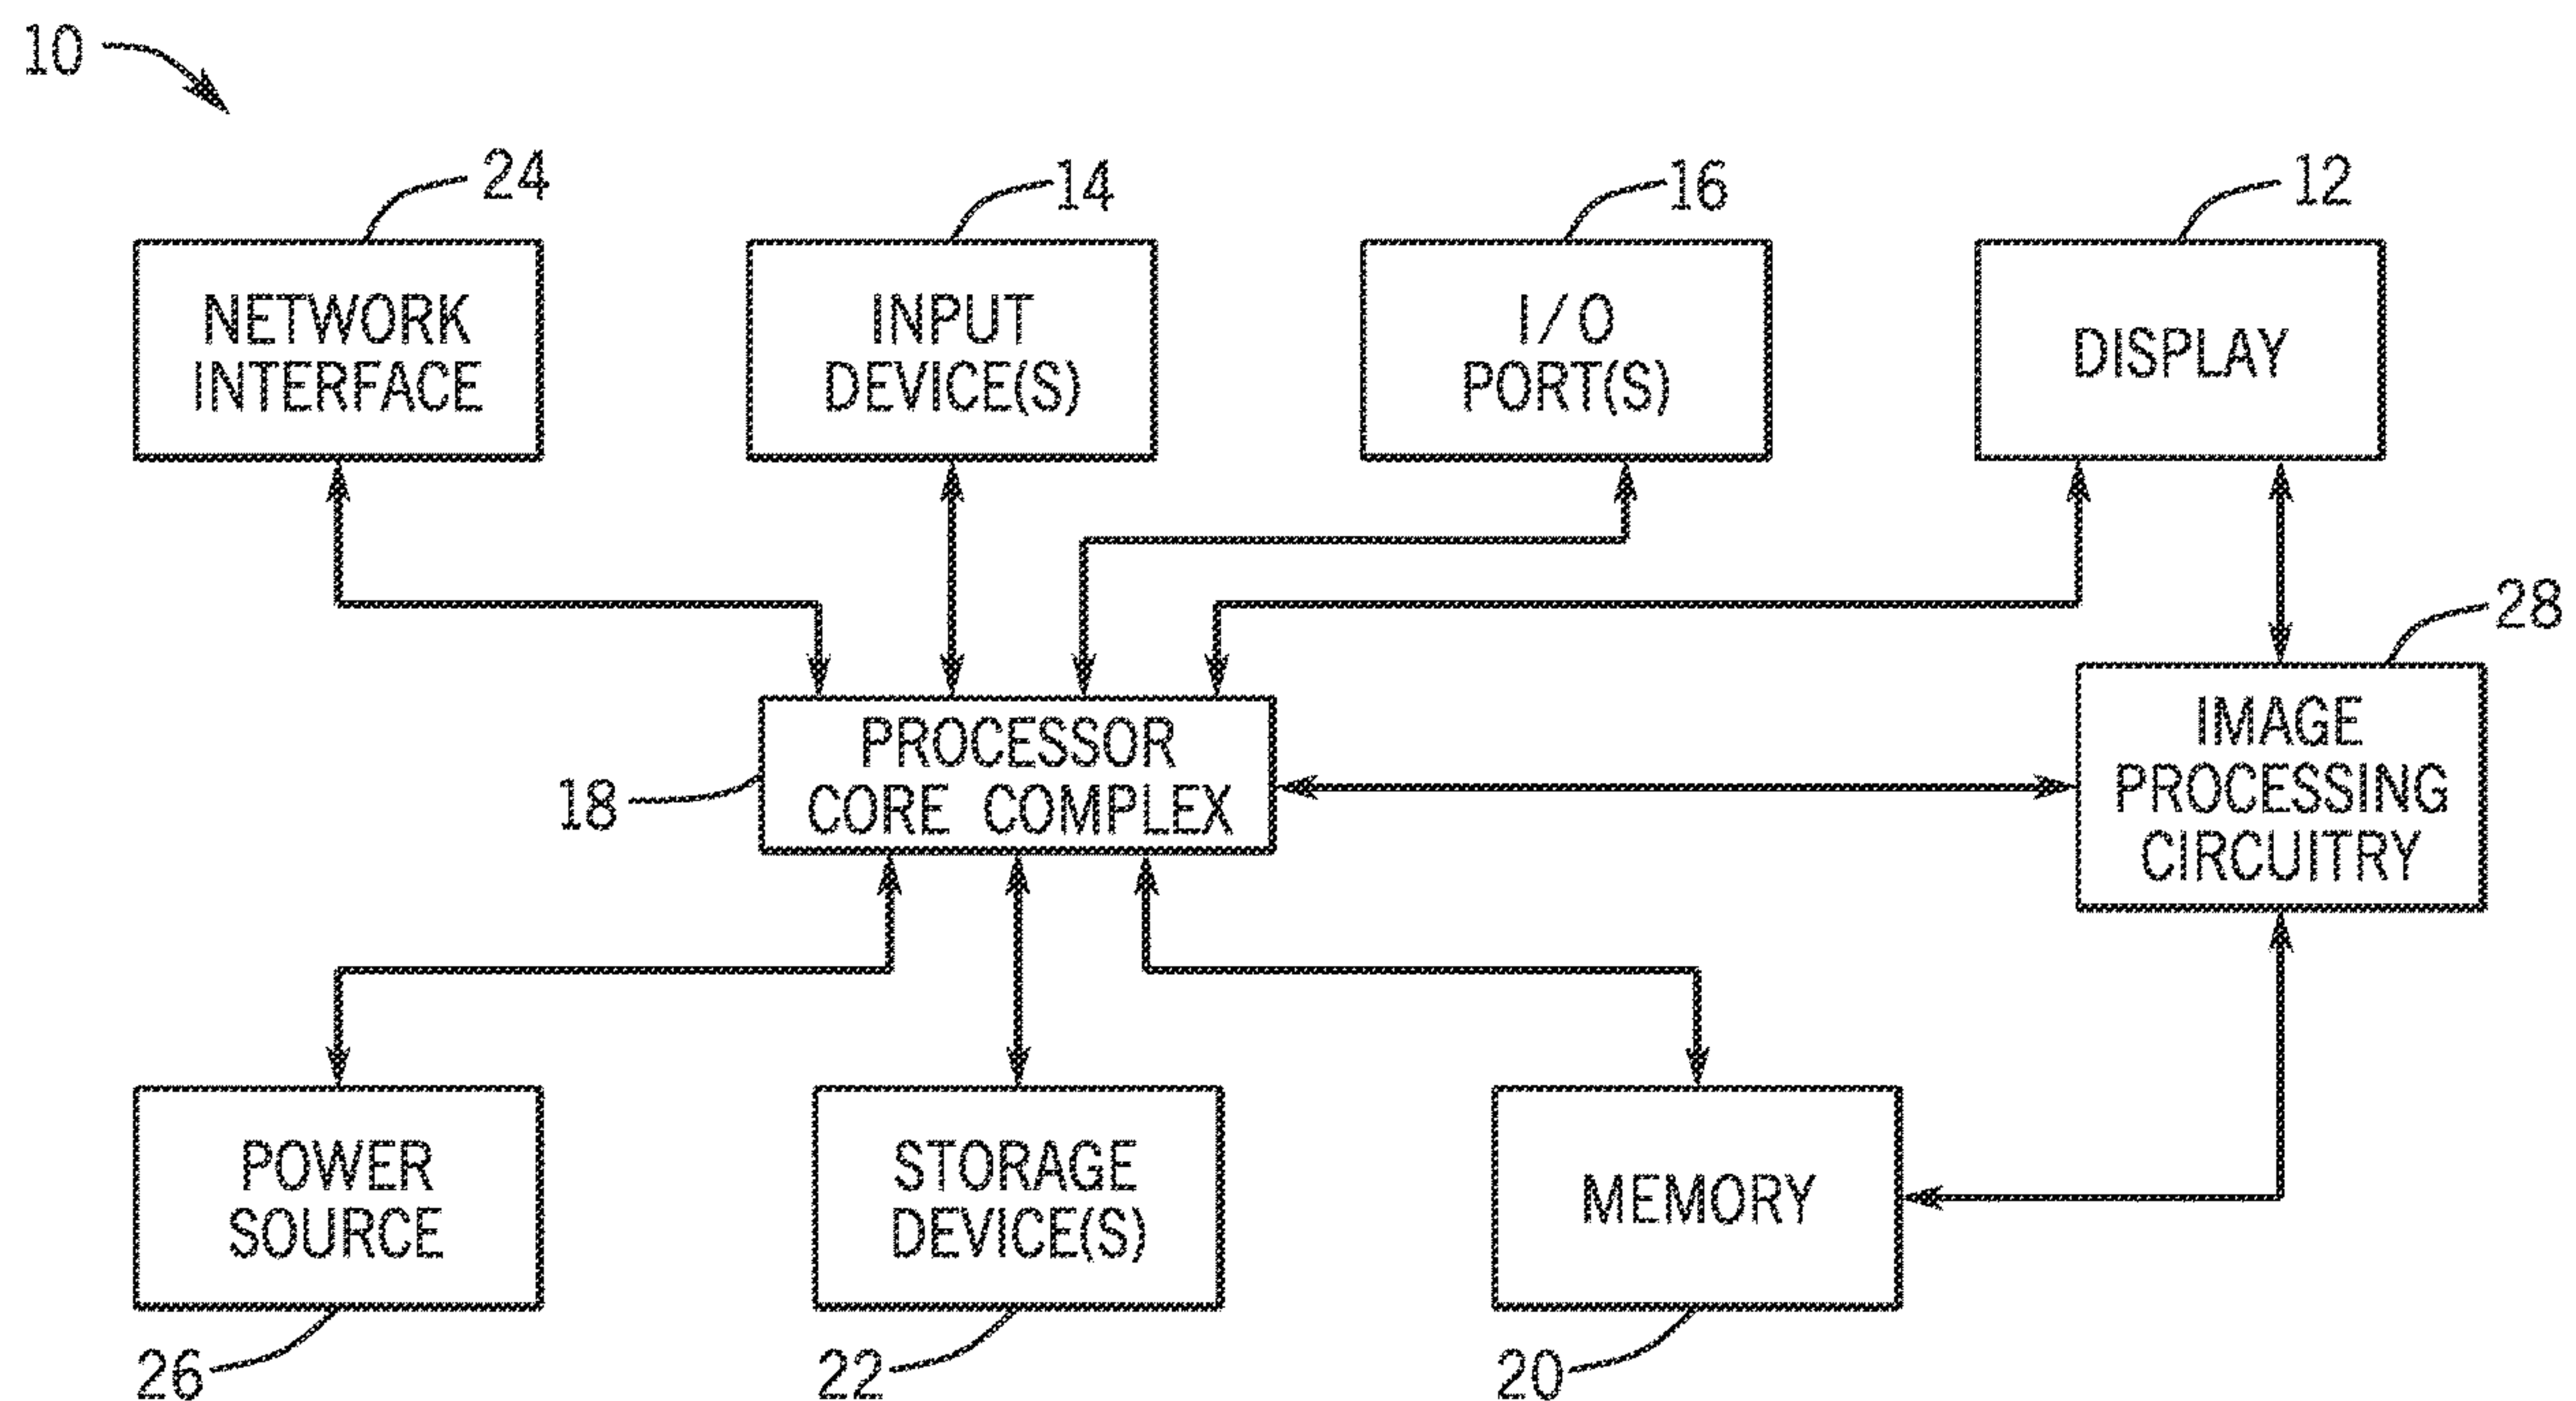 10
24
14
16
12
NETWORK
INTERFACE
INPUT
DEVICE(S)
I/O
PORT(S)
DISPLAY
28
18
PROCESSOR
CORE COMPLEX
IMAGE
PROCESSING
CIRCUITRY
POWER
SOURCE
STORAGE
DEVICE(S)
MEMORY
26
22
20